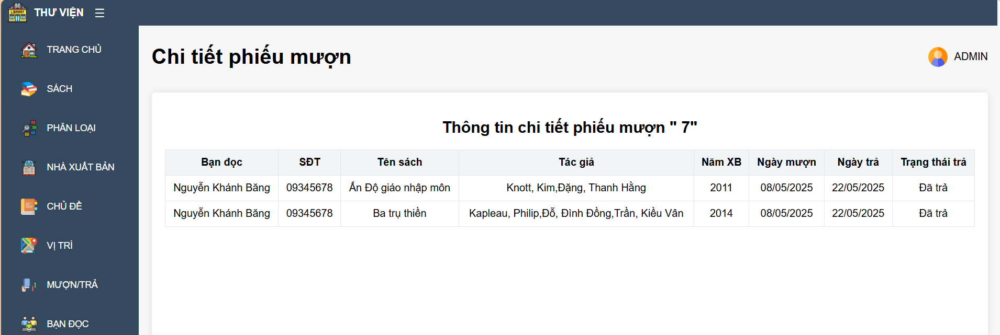 LIBRARY
THƯ VIỆN ☰
TRANG CHỦ
SÁCH
PHÂN LOẠI
NHÀ XUẤT BẢN
CHỦ ĐỀ
VỊ TRÍ
MƯỢN/TRẢ
BẠN ĐỌC
Chi tiết phiếu mượn
ADMIN
Thông tin chi tiết phiếu mượn " 7"
Bạn đọc SĐT Tên sách Tác giả Năm XB Ngày mượn Ngày trả Trạng thái trả
Nguyễn Khánh Băng 09345678 Ấn Độ giáo nhập môn Knott, Kim,Đặng, Thanh Hằng 2011 08/05/2025 22/05/2025 Đã trả
Nguyễn Khánh Băng 09345678 Ba trụ thiền Kapleau, Philip,Đỗ, Đình Đồng,Trần, Kiều Vân 2014 08/05/2025 22/05/2025 Đã trả